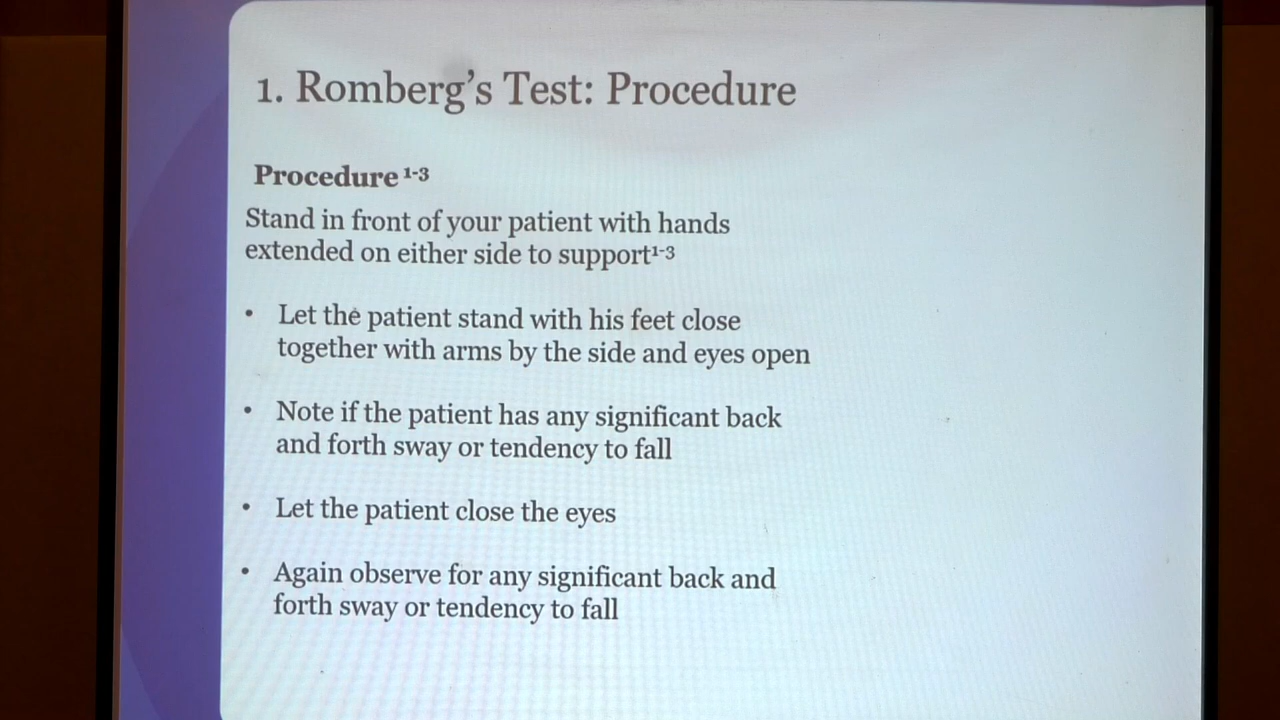 1. Romberg's Test: Procedure
Procedure 1-3
Stand in front of your patient with hands
extended on either side to support1-3
• Let the patient stand with his feet close
together with arms by the side and eyes open
• Note if the patient has any significant back
and forth sway or tendency to fall
• Let the patient close the eyes
• Again observe for any significant back and
forth sway or tendency to fall